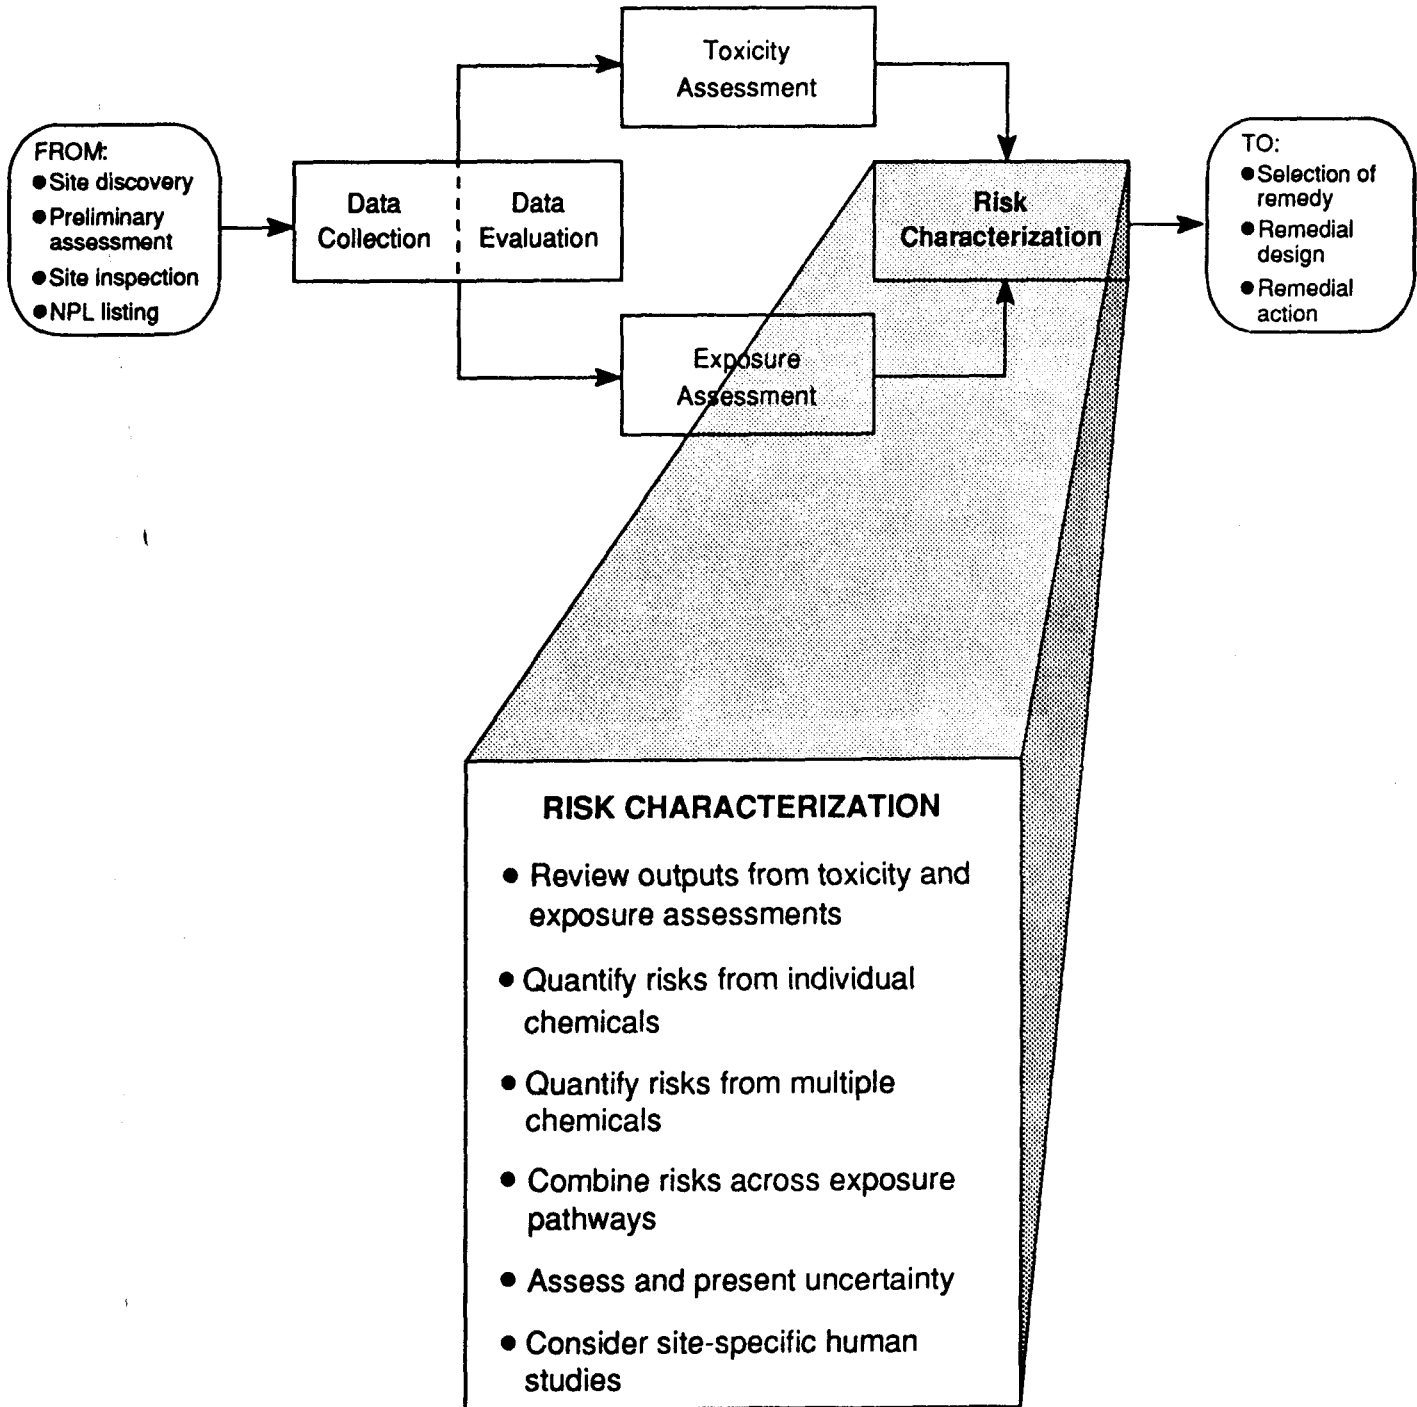 Toxicity
Assessment
FROM:
●Site discovery
●Preliminary
assessment
●Site inspection
●NPL listing
Data
Collection
Data
Evaluation
Risk
Characterization
TO:
●Selection of
remedy
●Remedial
design
●Remedial
action
Exposure
Assessment
RISK CHARACTERIZATION
● Review outputs from toxicity and
exposure assessments
● Quantify risks from individual
chemicals
● Quantify risks from multiple
chemicals
● Combine risks across exposure
pathways
● Assess and present uncertainty
● Consider site-specific human
studies